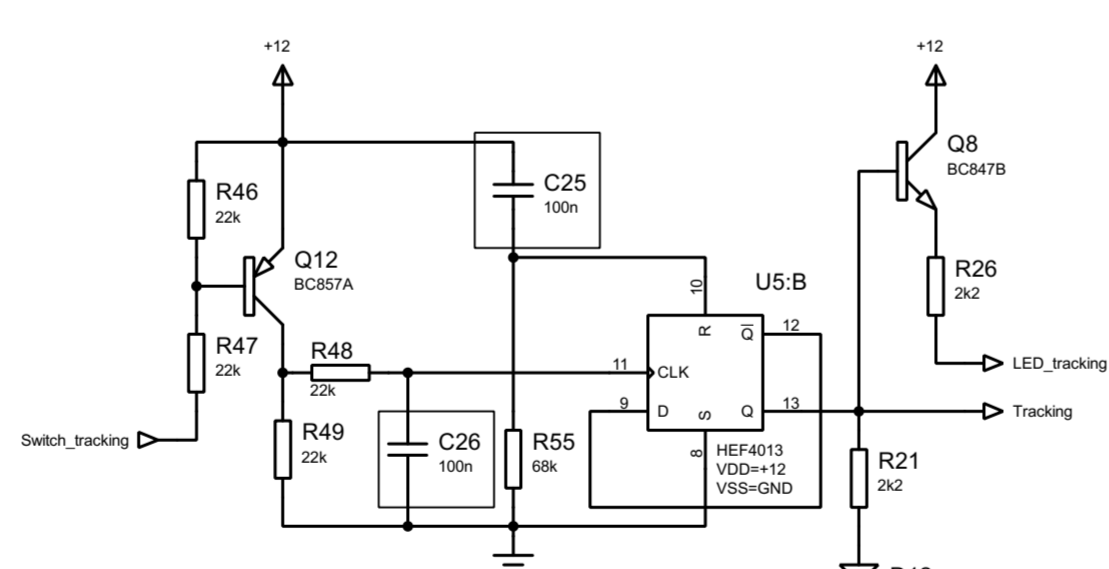 +12
+12
R46
22k
C25
100n
Q8
BC847B
Q12
BC857A
R26
2k2
10
U5:B
R
Q
12
R47
22k
R48
22k
11
CLK
LED_tracking
9
D
S
Q
13
Tracking
Switch_tracking
R49
22k
C26
100n
R55
68k
8
HEF4013
VDD=+12
VSS=GND
R21
2k2